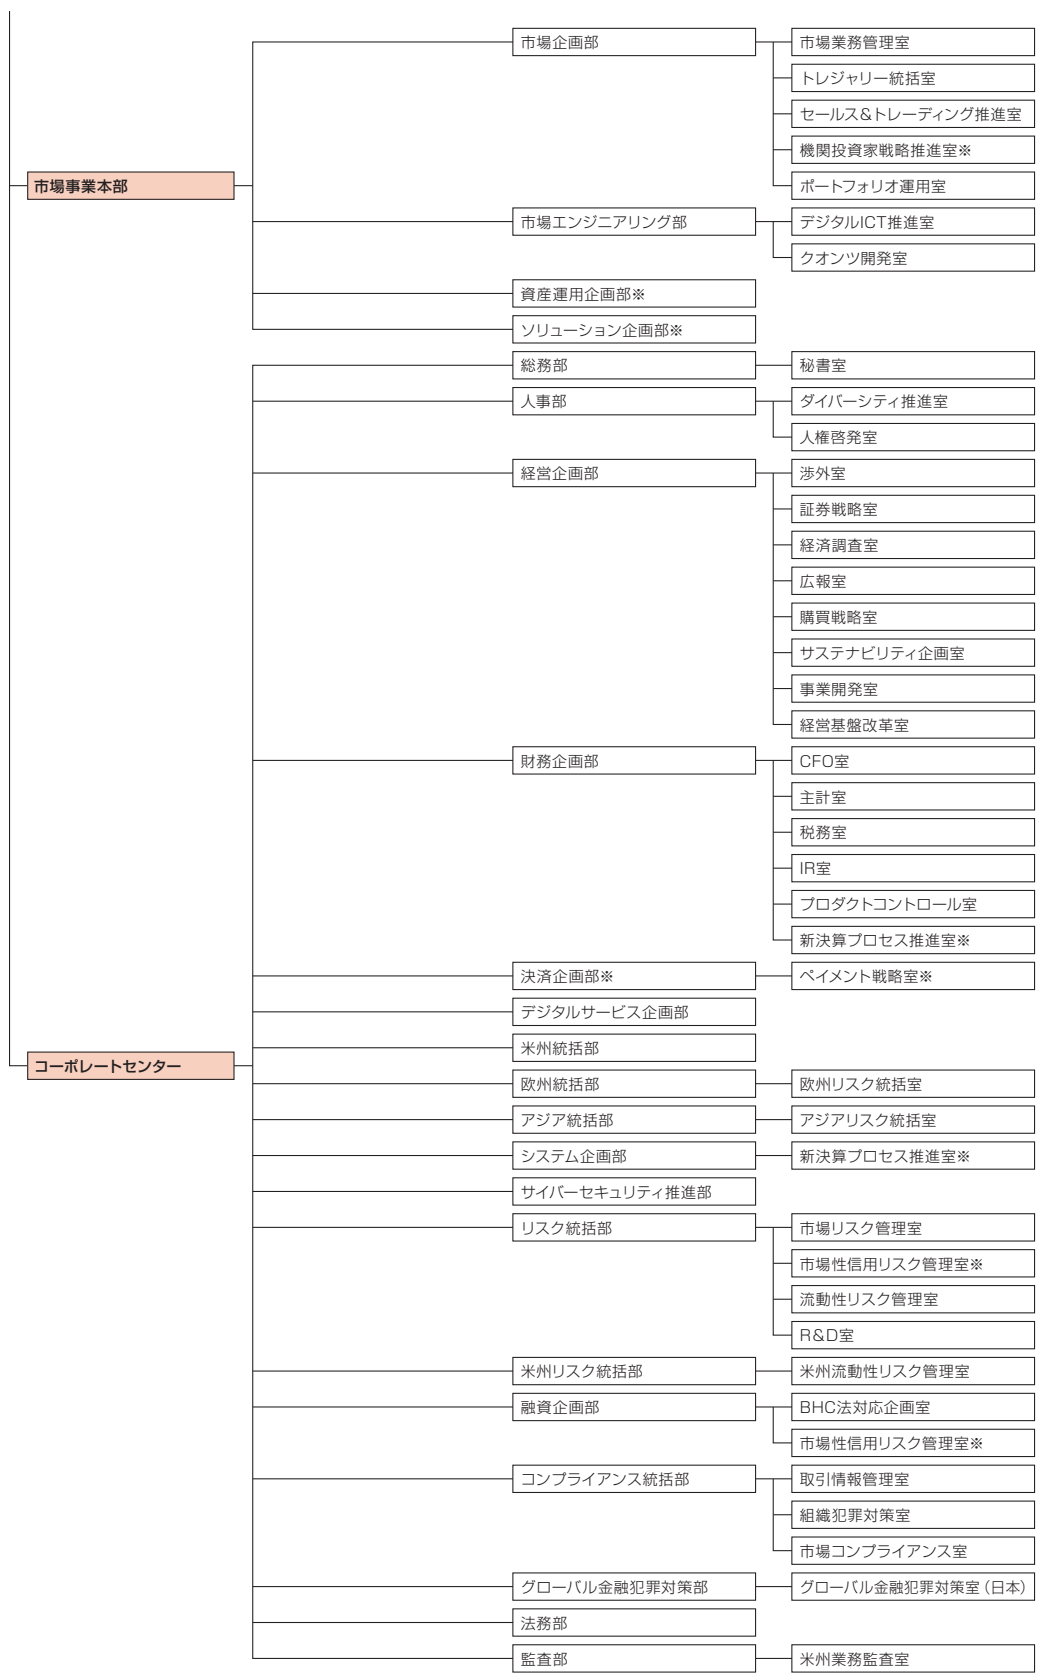 市場企画部
市場業務管理室
トレジャリー統括室
セールス&トレーディング推進室
機関投資家戦略推進室※
市場事業本部
ポートフォリオ運用室
市場エンジニアリング部
デジタルICT推進室
クオンツ開発室
資産運用企画部※
ソリューション企画部※
総務部
秘書室
人事部
ダイバーシティ推進室
人権啓発室
経営企画部
渉外室
証券戦略室
経済調査室
広報室
購買戦略室
サステナビリティ企画室
事業開発室
経営基盤改革室
財務企画部
CFO室
主計室
税務室
IR室
プロダクトコントロール室
新決算プロセス推進室※
決済企画部※
ペイメント戦略室※
デジタルサービス企画部
米州統括部
コーポレートセンター
欧州統括部
欧州リスク統括室
アジア統括部
アジアリスク統括室
システム企画部
新決算プロセス推進室※
サイバーセキュリティ推進部
リスク統括部
市場リスク管理室
市場性信用リスク管理室※
流動性リスク管理室
R&D室
米州リスク統括部
米州流動性リスク管理室
融資企画部
BHC法対応企画室
市場性信用リスク管理室※
コンプライアンス統括部
取引情報管理室
組織犯罪対策室
市場コンプライアンス室
グローバル金融犯罪対策部
グローバル金融犯罪対策室(日本)
法務部
監査部
米州業務監査室